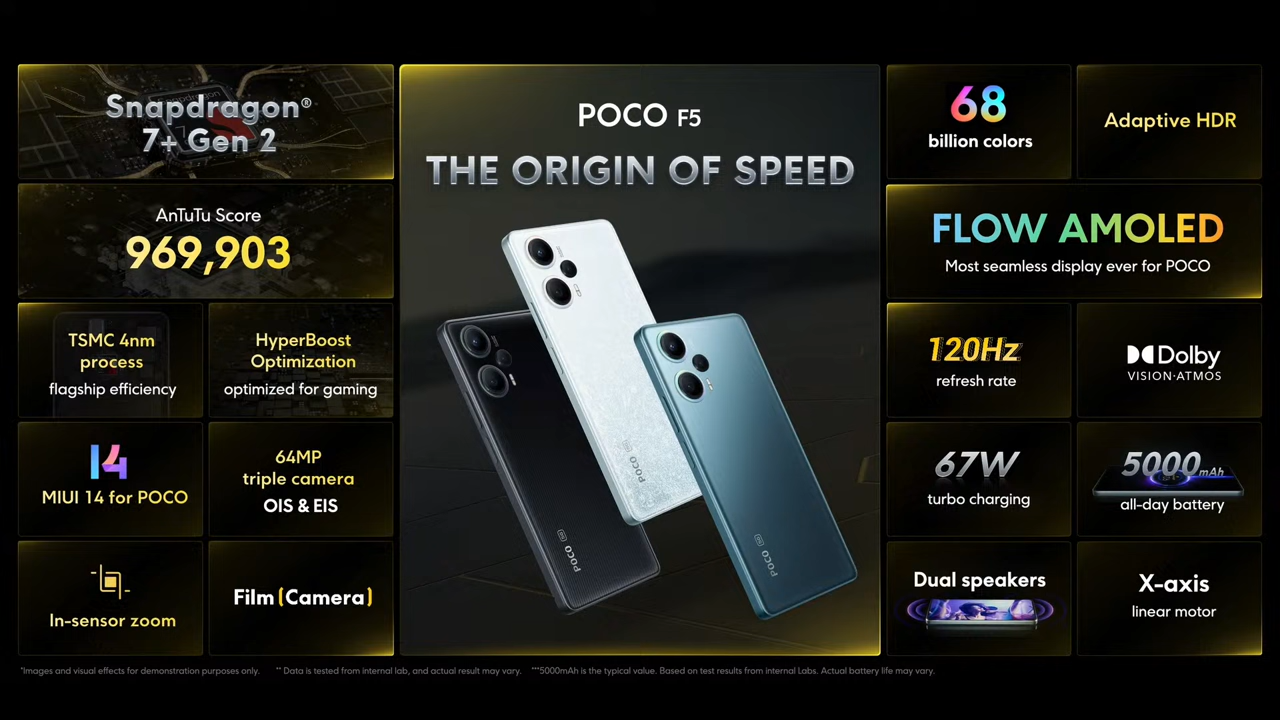 Snapdragon®
7+ Gen 2
AnTuTu Score
969,903
TSMC 4nm
process
flagship efficiency
HyperBoost
Optimization
optimized for gaming
14
MIUI 14 for POCO
64MP
triple camera
OIS & EIS
In-sensor zoom
Film (Camera)
POCO F5
THE ORIGIN OF SPEED
POCO
POCO
POCO
68
billion colors
Adaptive HDR
FLOW AMOLED
Most seamless display ever for POCO
120Hz
refresh rate
Dolby
VISION·ATMOS
67W
turbo charging
5000mAh
all-day battery
Dual speakers
X-axis
linear motor
*Images and visual effects for demonstration purposes only.
** Data is tested from internal lab, and actual result may vary.
***5000mAh is the typical value. Based on test results from internal Labs. Actual battery life may vary.